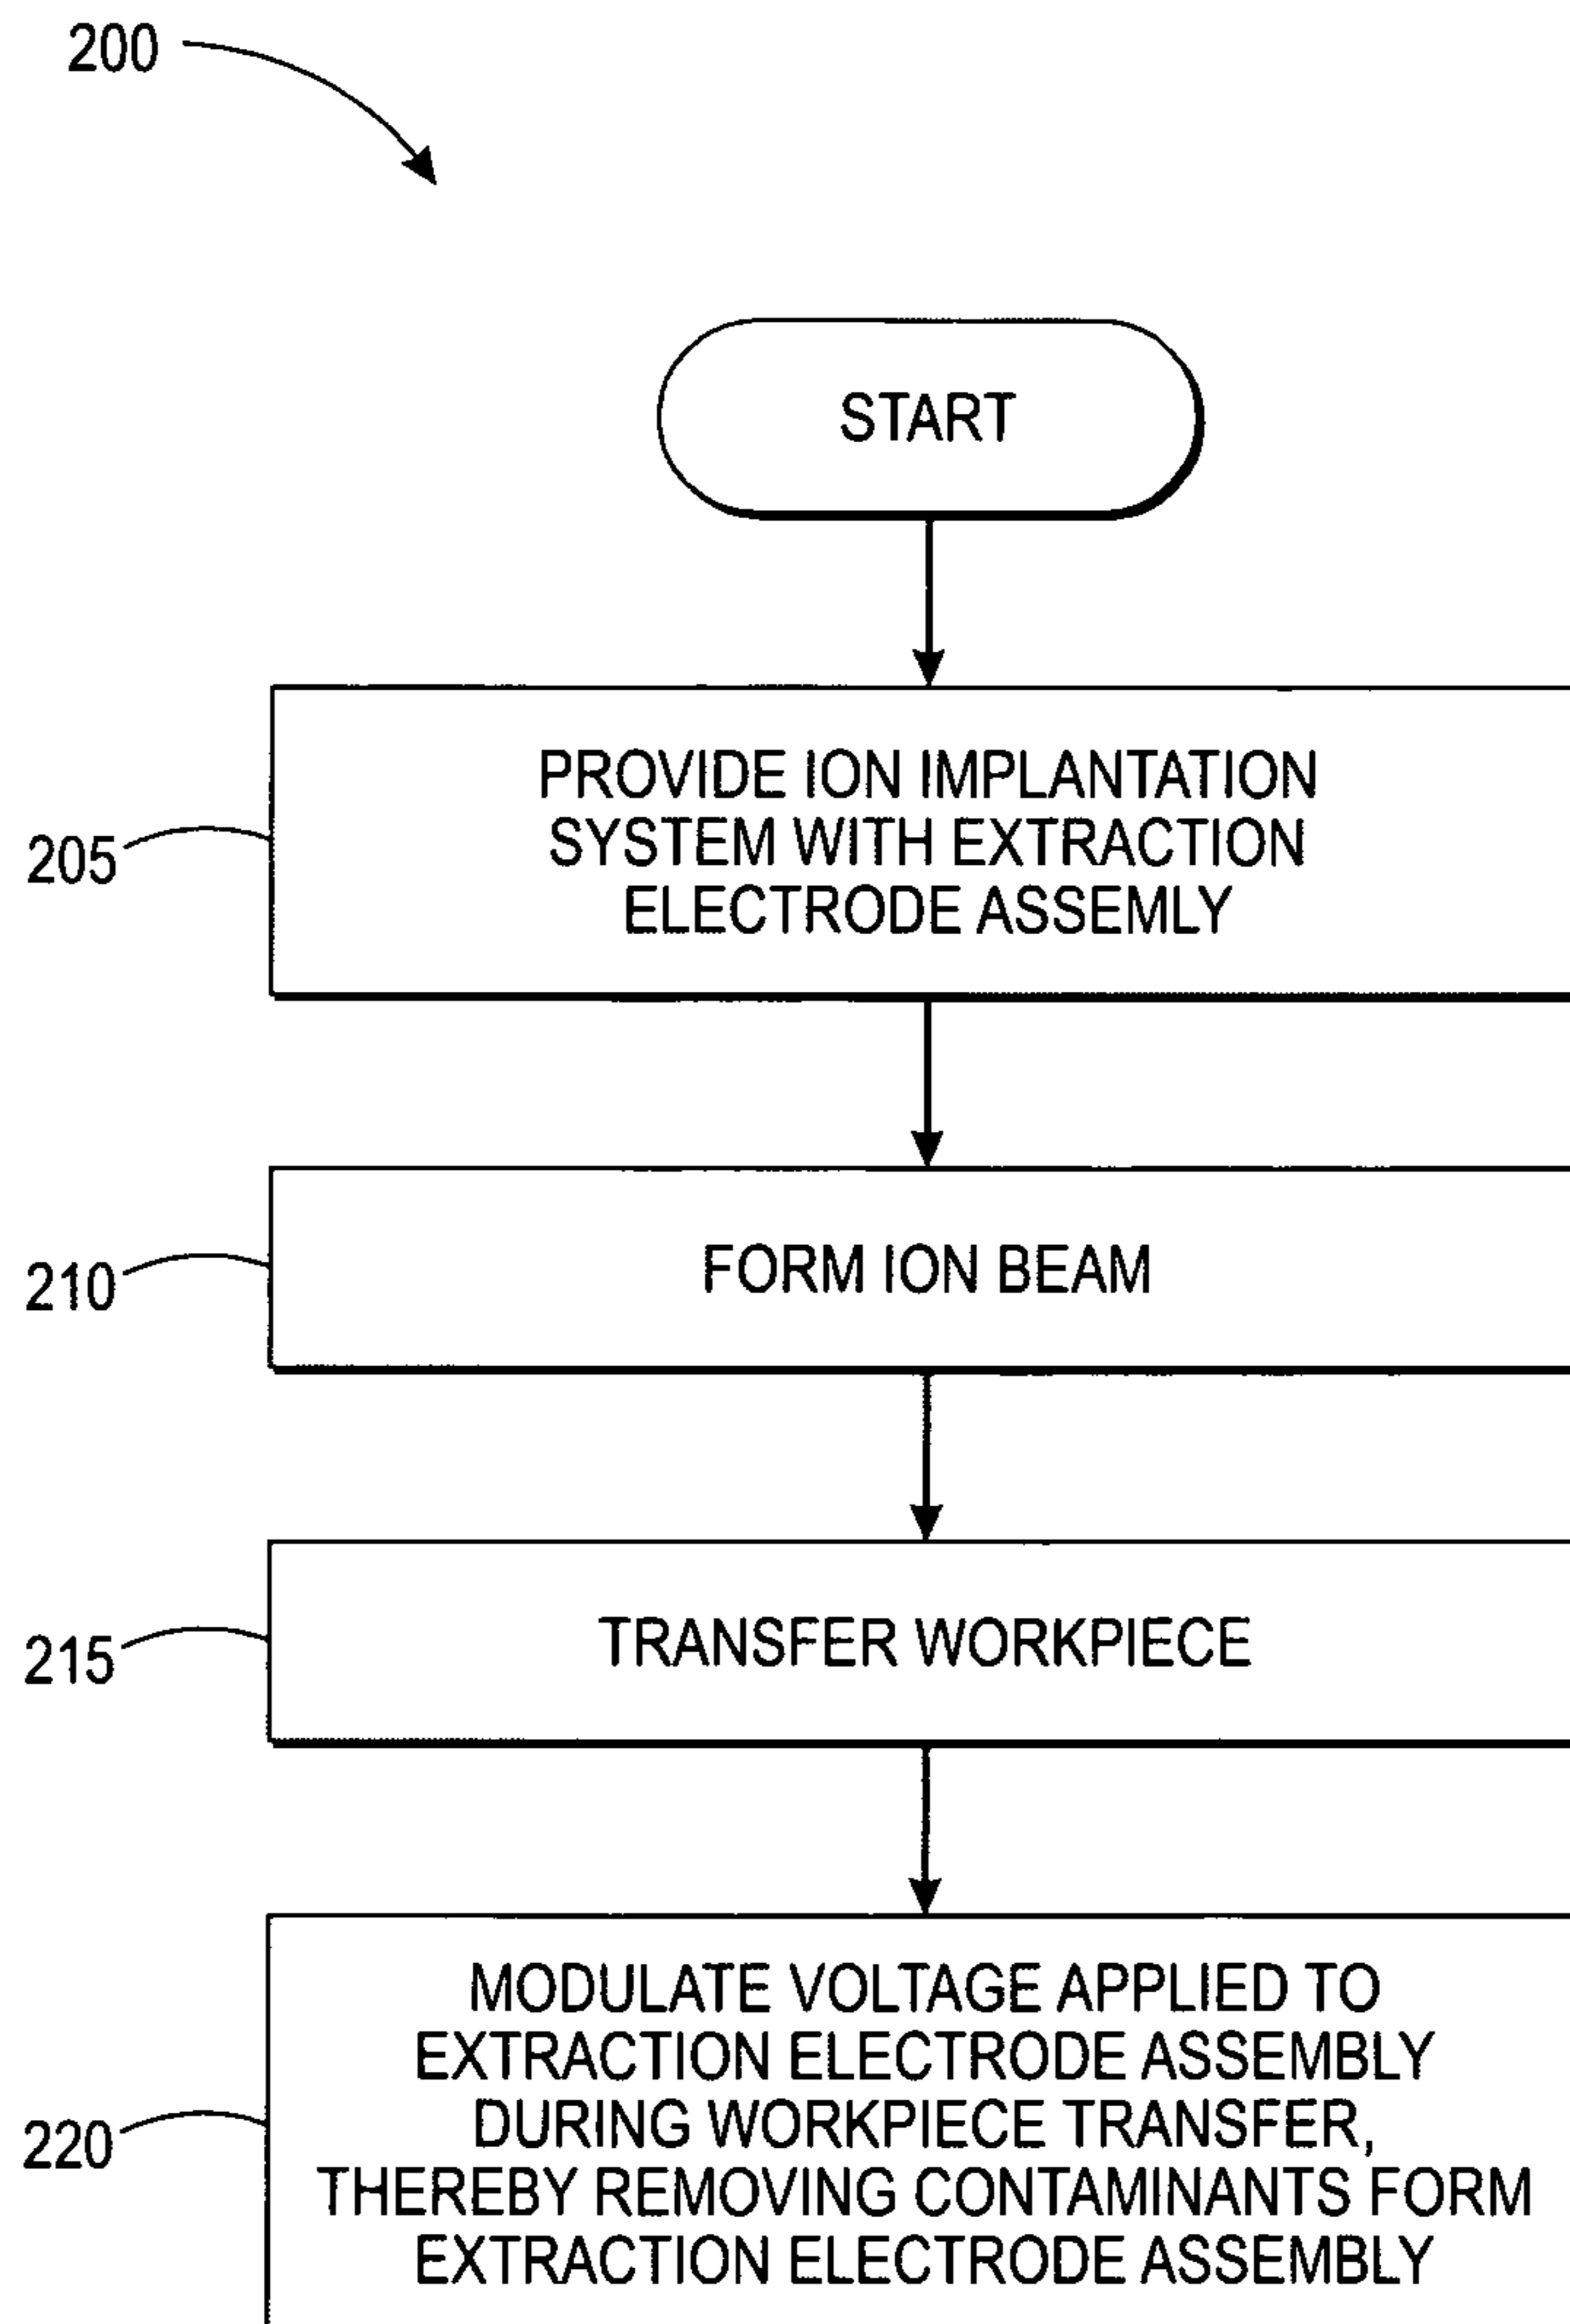 200
START
PROVIDE ION IMPLANTATION
SYSTEM WITH EXTRACTION
ELECTRODE ASSEMLY
205
FORM ION BEAM
210
TRANSFER WORKPIECE
215
MODULATE VOLTAGE APPLIED TO
EXTRACTION ELECTRODE ASSEMBLY
DURING WORKPIECE TRANSFER,
THEREBY REMOVING CONTAMINANTS FORM
EXTRACTION ELECTRODE ASSEMBLY
220